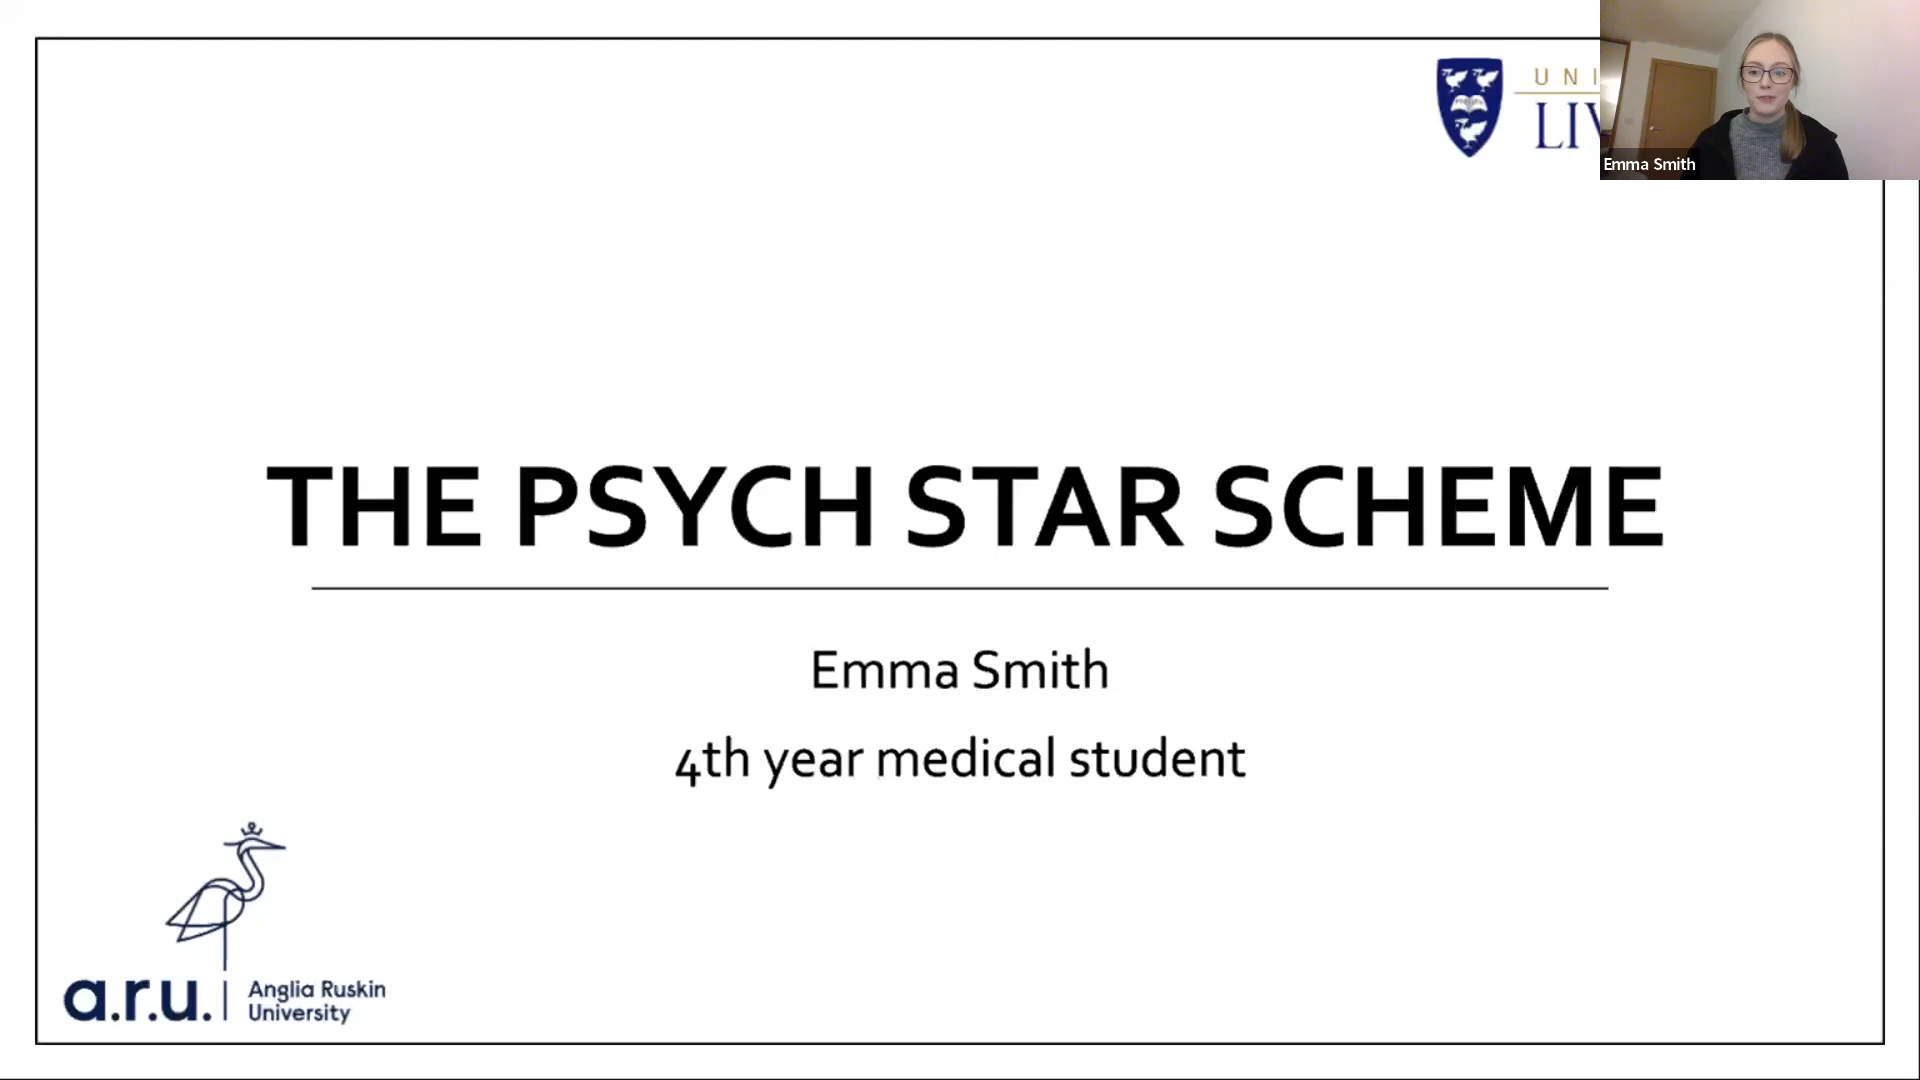 UNI
LIV
Emma Smith
THE PSYCH STAR SCHEME
Emma Smith
4th year medical student
a.r.u.
Anglia Ruskin
University